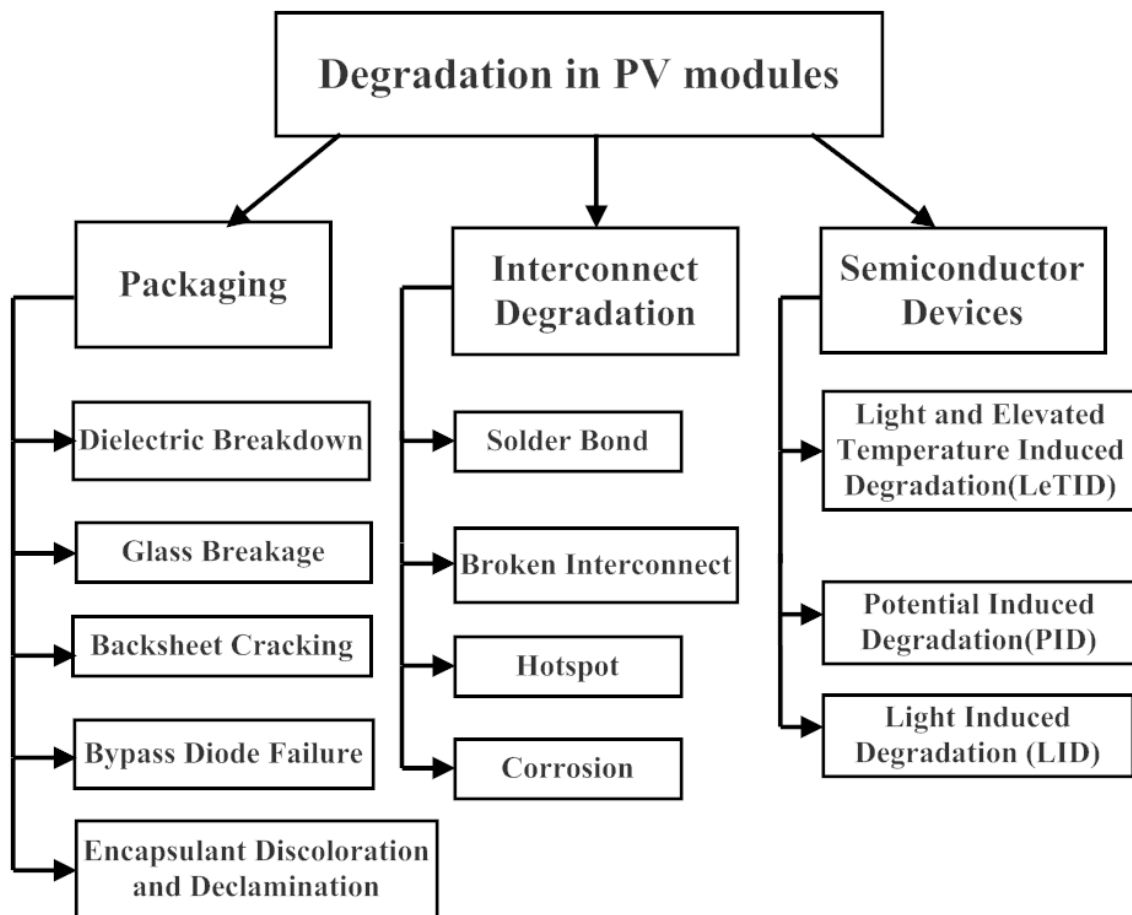 Degradation in PV modules
Packaging
Dielectric Breakdown
Glass Breakage
Backsheet Cracking
Bypass Diode Failure
Encapsulant Discoloration
and Declamination
Interconnect
Degradation
Solder Bond
Broken Interconnect
Hotspot
Corrosion
Semiconductor
Devices
Light and Elevated
Temperature Induced
Degradation(LeTID)
Potential Induced
Degradation(PID)
Light Induced
Degradation (LID)